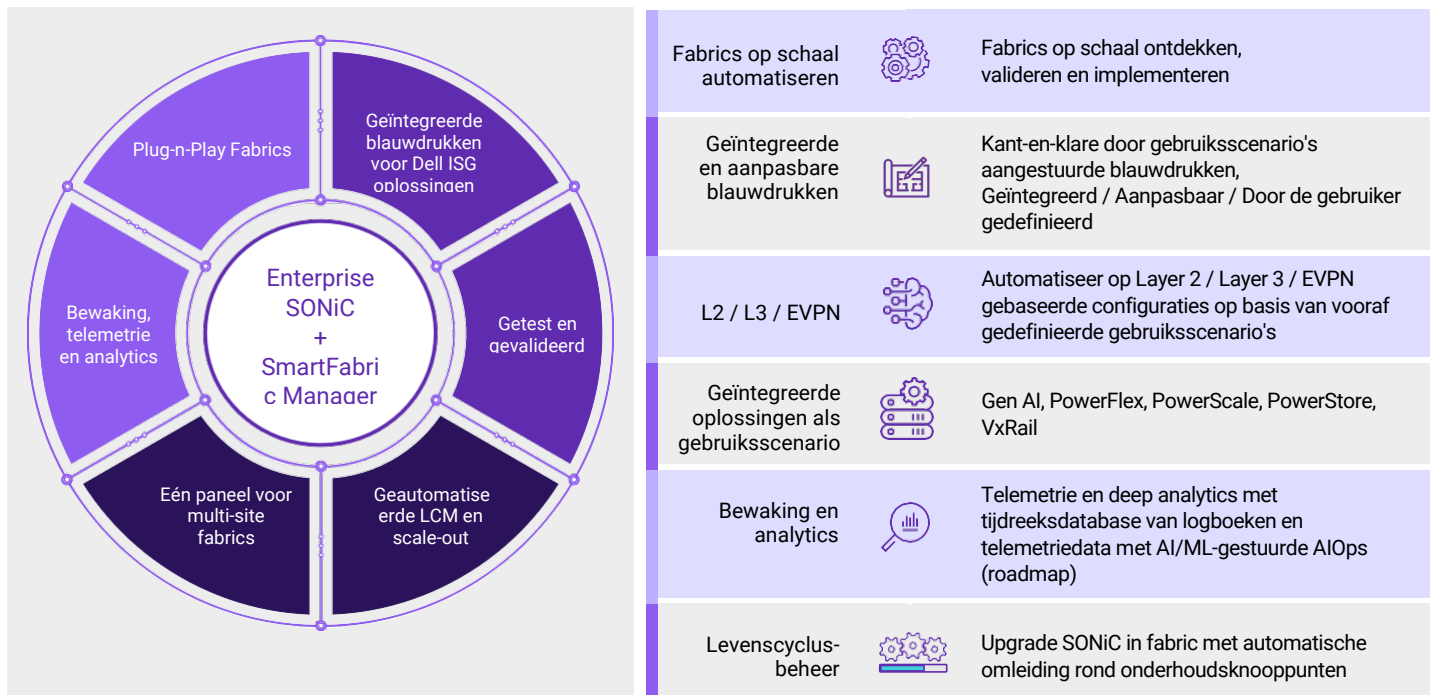 Plug-n-Play Fabrics
Geïntegreerde
blauwdrukken
voor Dell ISG
oplossingen
Bewaking,
telemetrie
en analytics
Enterprise
SONiC
+
SmartFabri
c Manager
Getest en
gevalideerd
Eén paneel voor
multi-site
fabrics
Geautomatise
erde LCM en
scale-out
Fabrics op schaal
automatiseren
Fabrics op schaal ontdekken,
valideren en implementeren
Geïntegreerde
en aanpasbare
blauwdrukken
Kant-en-klare door gebruiksscenario's
aangestuurde blauwdrukken,
Geïntegreerd / Aanpasbaar / Door de gebruiker
gedefinieerd
L2 / L3 / EVPN
Automatiseer op Layer 2 / Layer 3 / EVPN
gebaseerde configuraties op basis van vooraf
gedefinieerde gebruiksscenario's
Geïntegreerde
oplossingen als
gebruiksscenario
Gen AI, PowerFlex, PowerScale, PowerStore,
VxRail
Bewaking en
analytics
Telemetrie en deep analytics met
tijdreeksdatabase van logboeken en
telemetriedata met AI/ML-gestuurde AIOps
(roadmap)
Levenscyclus-
beheer
Upgrade SONiC in fabric met automatische
omleiding rond onderhoudsknooppunten